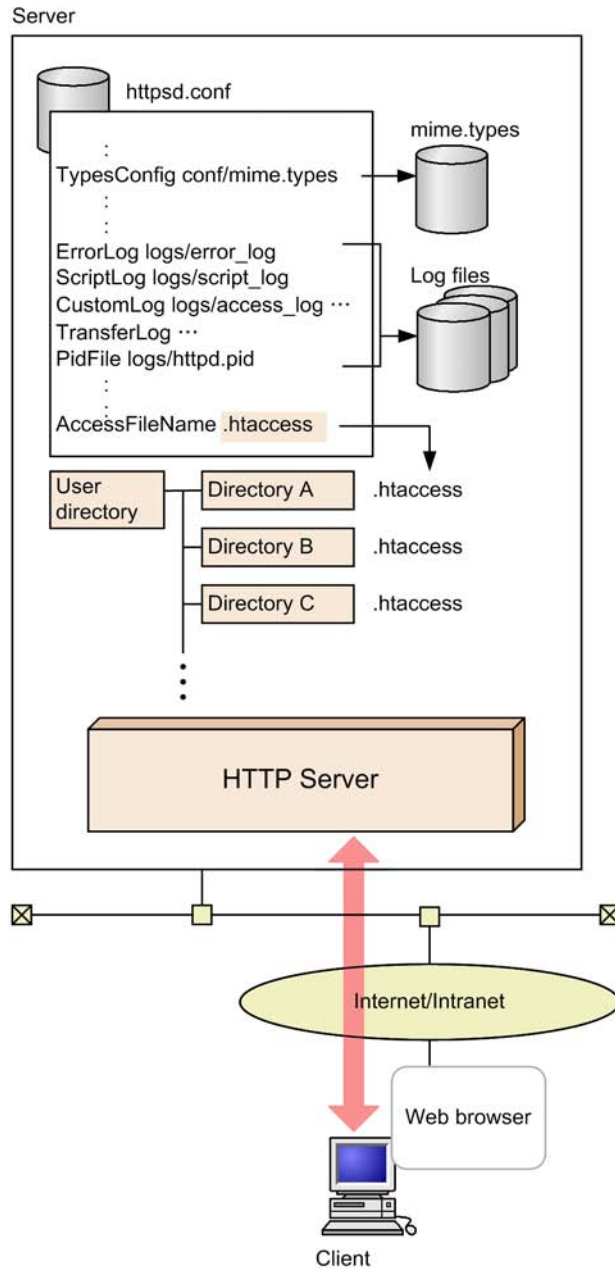 Server
httpsd.conf
mime.types
:
TypesConfig conf/mime.types
:
:
ErrorLog logs/error_log
ScriptLog logs/script_log
Log files
CustomLog logs/access_log ⋯
TransferLog ⋯
PidFile logs/httpd.pid
:
:
AccessFileName .htaccess
User
directory
Directory A
.htaccess
Directory B
.htaccess
Directory C
.htaccess
HTTP Server
Internet/Intranet
Web browser
Client